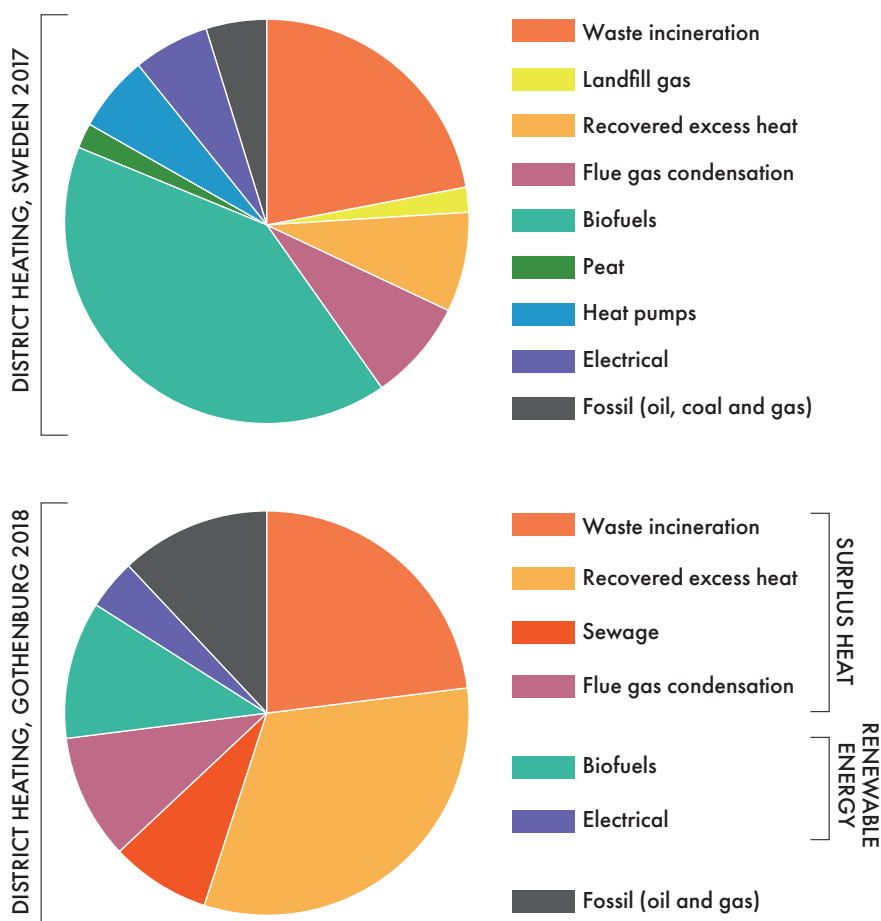 DISTRICT HEATING, SWEDEN 2017
Waste incineration
Landfill gas
Recovered excess heat
Flue gas condensation
Biofuels
Peat
Heat pumps
Electrical
Fossil (oil, coal and gas)
DISTRICT HEATING, GOTHENBURG 2018
Waste incineration
Recovered excess heat
Sewage
Flue gas condensation
SURPLUS HEAT
Biofuels
Electrical
RENEWABLE
ENERGY
Fossil (oil and gas)